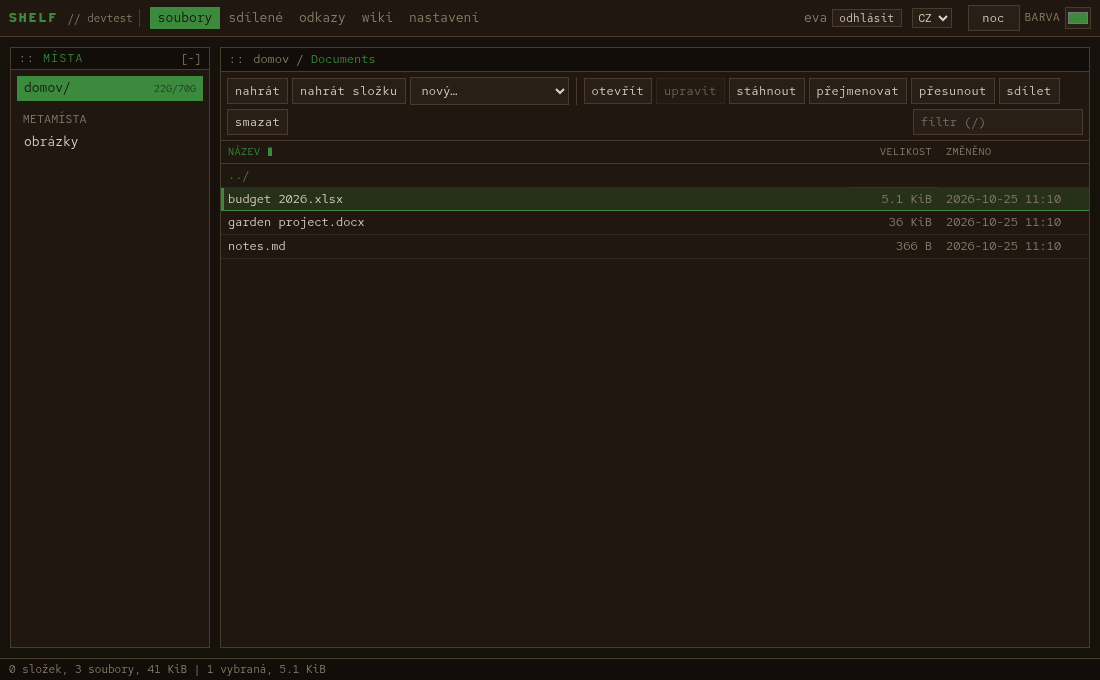 SHELF // devtest soubory sdílené odkazy wiki nastavení eva odhlásit CZ noc BARVA
:: MÍSTA [-]
domov/ 22G/70G
METAMÍSTA
obrázky
:: domov / Documents
nahrát nahrát složku nový… otevřít upravit stáhnout přejmenovat přesunout sdílet
smazat filtr (/)
NÁZEV VELIKOST ZMĚNĚNO
../
budget 2026.xlsx 5.1 KiB 2026-10-25 11:10
garden project.docx 36 KiB 2026-10-25 11:10
notes.md 366 B 2026-10-25 11:10
0 složek, 3 soubory, 41 KiB | 1 vybraná, 5.1 KiB